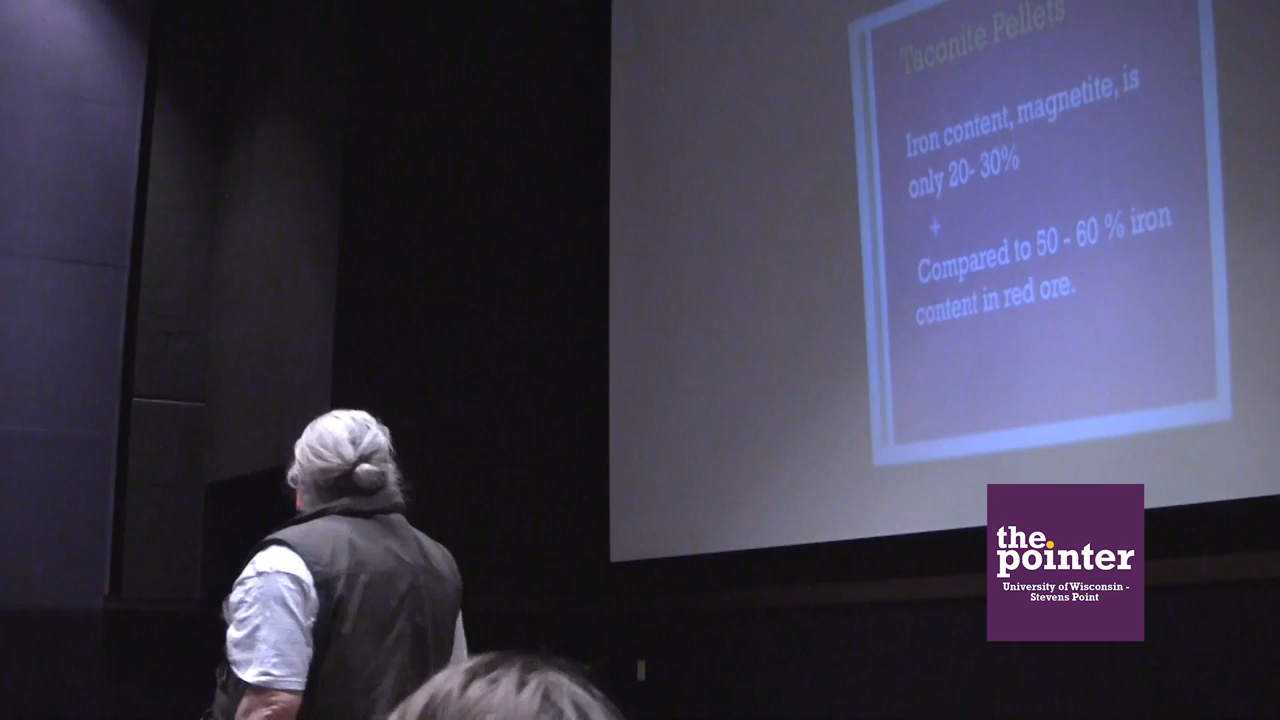 Taconite Pellets
Iron content, magnetite, is
only 20- 30%
+
Compared to 50 - 60 % iron
content in red ore.
the.
pointer
University of Wisconsin -
Stevens Point